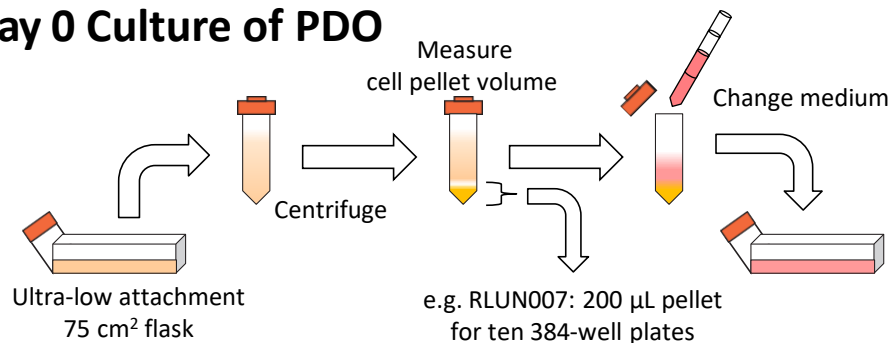 ay 0 Culture of PDO
Measure
cell pellet volume
Change medium
Centrifuge
Ultra-low attachment
75 cm² flask
e.g. RLUN007: 200 µL pellet
for ten 384-well plates